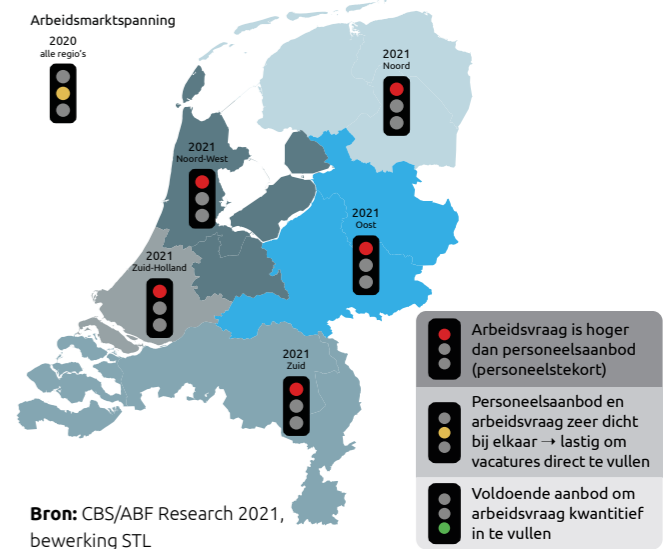 Arbeidsmarktspanning
2020
alle regio's
2021
Noord
2021
Noord-West
2021
Oost
2021
Zuid-Holland
2021
Zuid
Arbeidsvraag is hoger
dan personeelsaanbod
(personeelstekort)
Personeelsaanbod en
arbeidsvraag zeer dicht
bij elkaar → lastig om
vacatures direct te vullen
Voldoende aanbod om
arbeidsvraag kwantitief
in te vullen
Bron: CBS/ABF Research 2021,
bewerking STL